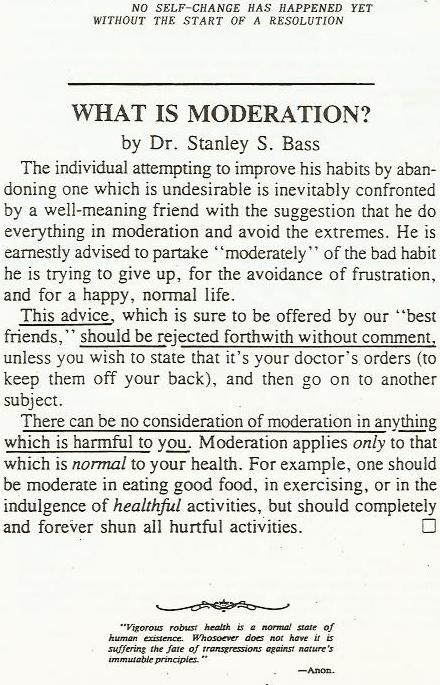 NO SELF-CHANGE HAS HAPPENED YET
WITHOUT THE START OF A RESOLUTION
WHAT IS MODERATION?
by Dr. Stanley S. Bass
The individual attempting to improve his habits by aban-
doning one which is undesirable is inevitably confronted
by a well-meaning friend with the suggestion that he do
everything in moderation and avoid the extremes. He is
earnestly advised to partake "moderately" of the bad habit
he is trying to give up, for the avoidance of frustration,
and for a happy, normal life.
This advice, which is sure to be offered by our "best
friends," should be rejected forthwith without comment,
unless you wish to state that it's your doctor's orders (to
keep them off your back), and then go on to another
subject.
There can be no consideration of moderation in anything
which is harmful to you. Moderation applies only to that
which is normal to your health. For example, one should
be moderate in eating good food, in exercising, or in the
indulgence of healthful activities, but should completely
and forever shun all hurtful activities.
"Vigorous robust health is a normal state of
human existence. Whosoever does not have it is
suffering the fate of transgressions against nature's
immutable principles."
—Anon.